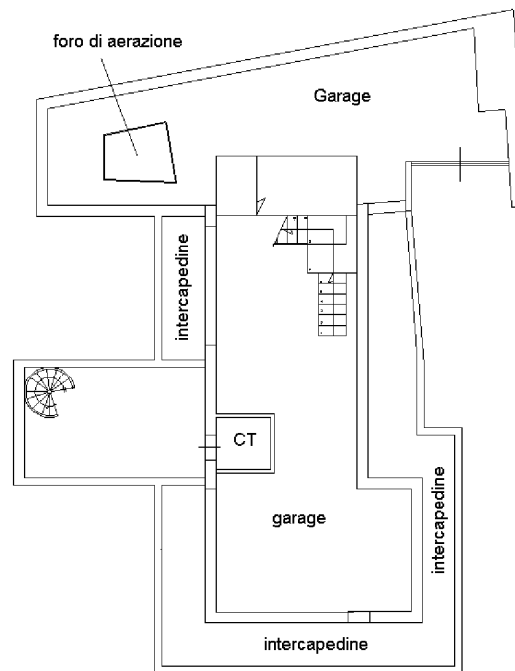 foro di aerazione
Garage
intercapedine
CT
garage
intercapedine
intercapedine